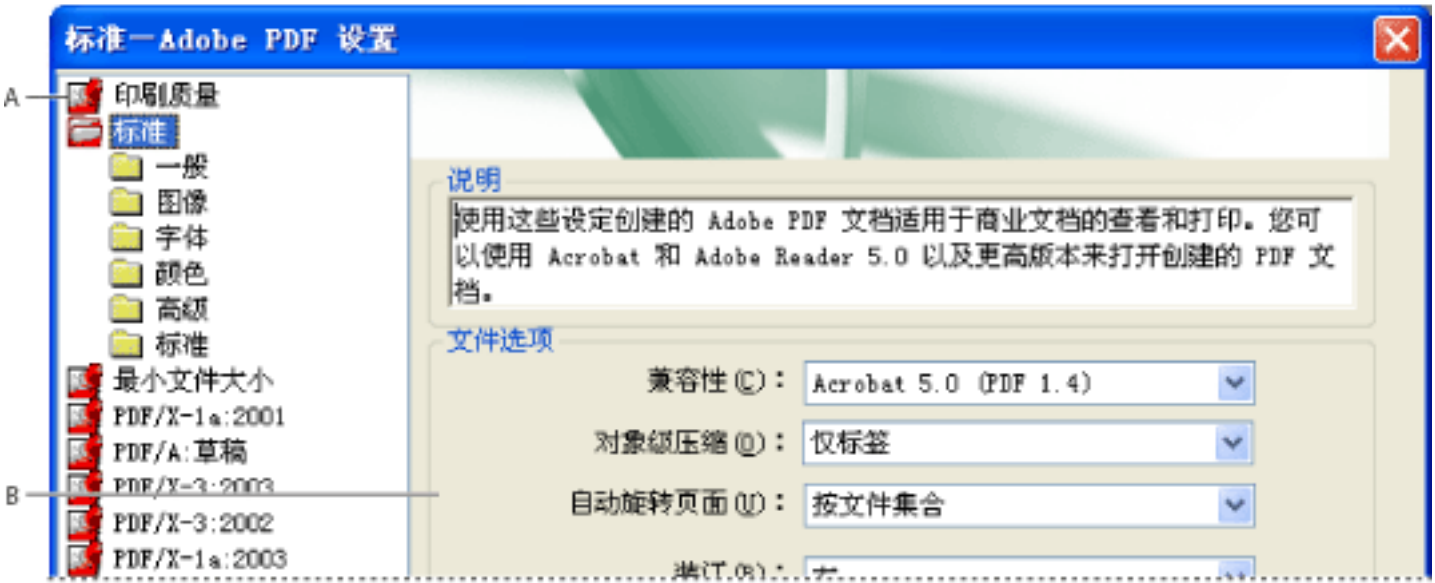 标准—Adobe PDF 设置
A
印刷质量
标准
一般
图像
字体
颜色
高级
标准
最小文件大小
PDF/X-1a:2001
PDF/A:草稿
B
PDF/X-3:2003
PDF/X-3:2002
PDF/X-1a:2003
说明
使用这些设定创建的 Adobe PDF 文档适用于商业文档的查看和打印。您可
以使用 Acrobat 和 Adobe Reader 5.0 以及更高版本来打开创建的 PDF 文
档。
文件选项
兼容性(C): Acrobat 5.0 (PDF 1.4)
对象级压缩(O): 仅标签
自动旋转页面(U): 按文件集合
装订(B):